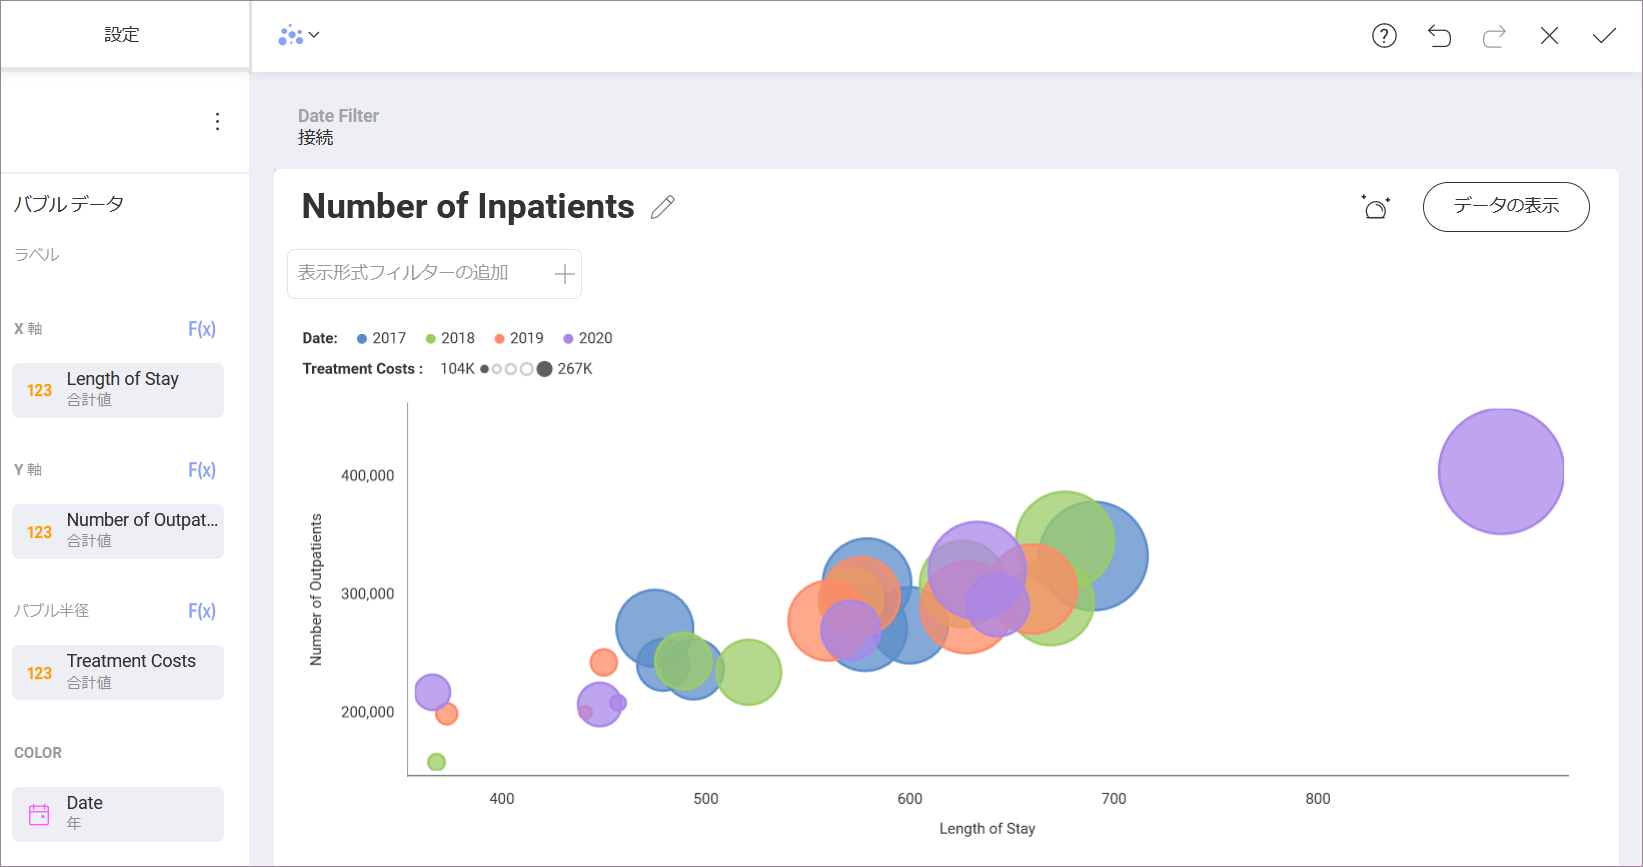 設定
Date Filter
接続
バブル データ
ラベル
X 軸
F(x)
123
Length of Stay
合計値
Y 軸
F(x)
123
Number of Outpat...
合計値
バブル半径
F(x)
123
Treatment Costs
合計値
COLOR
Date
年
Number of Inpatients
データの表示
表示形式フィルターの追加
Date: 2017 2018 2019 2020
Treatment Costs : 104K 267K
Number of Outpatients
400,000
300,000
200,000
400 500 600 700 800
Length of Stay